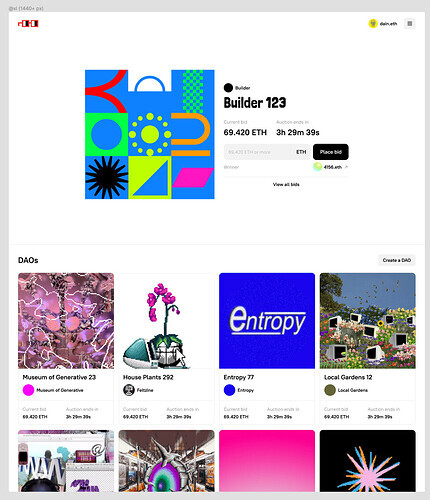 @xl (1440+ px)
dain.eth
Builder
Builder 123
Current bid
Auction ends in
69.420 ETH
3h 29m 39s
69.420 ETH or more
ETH
Place bid
4156.eth
View all bids
DAOs
Create a DAO
entropy
Museum of Generative 23
Museum of Generative
Current bid
Auction ends in
69.420 ETH
3h 29m 39s
House Plants 292
Feltzine
Current bid
Auction ends in
69.420 ETH
3h 29m 39s
Entropy 77
Entropy
Current bid
Auction ends in
69.420 ETH
3h 29m 39s
Local Gardens 12
Local Gardens
Current bid
Auction ends in
69.420 ETH
3h 29m 39s